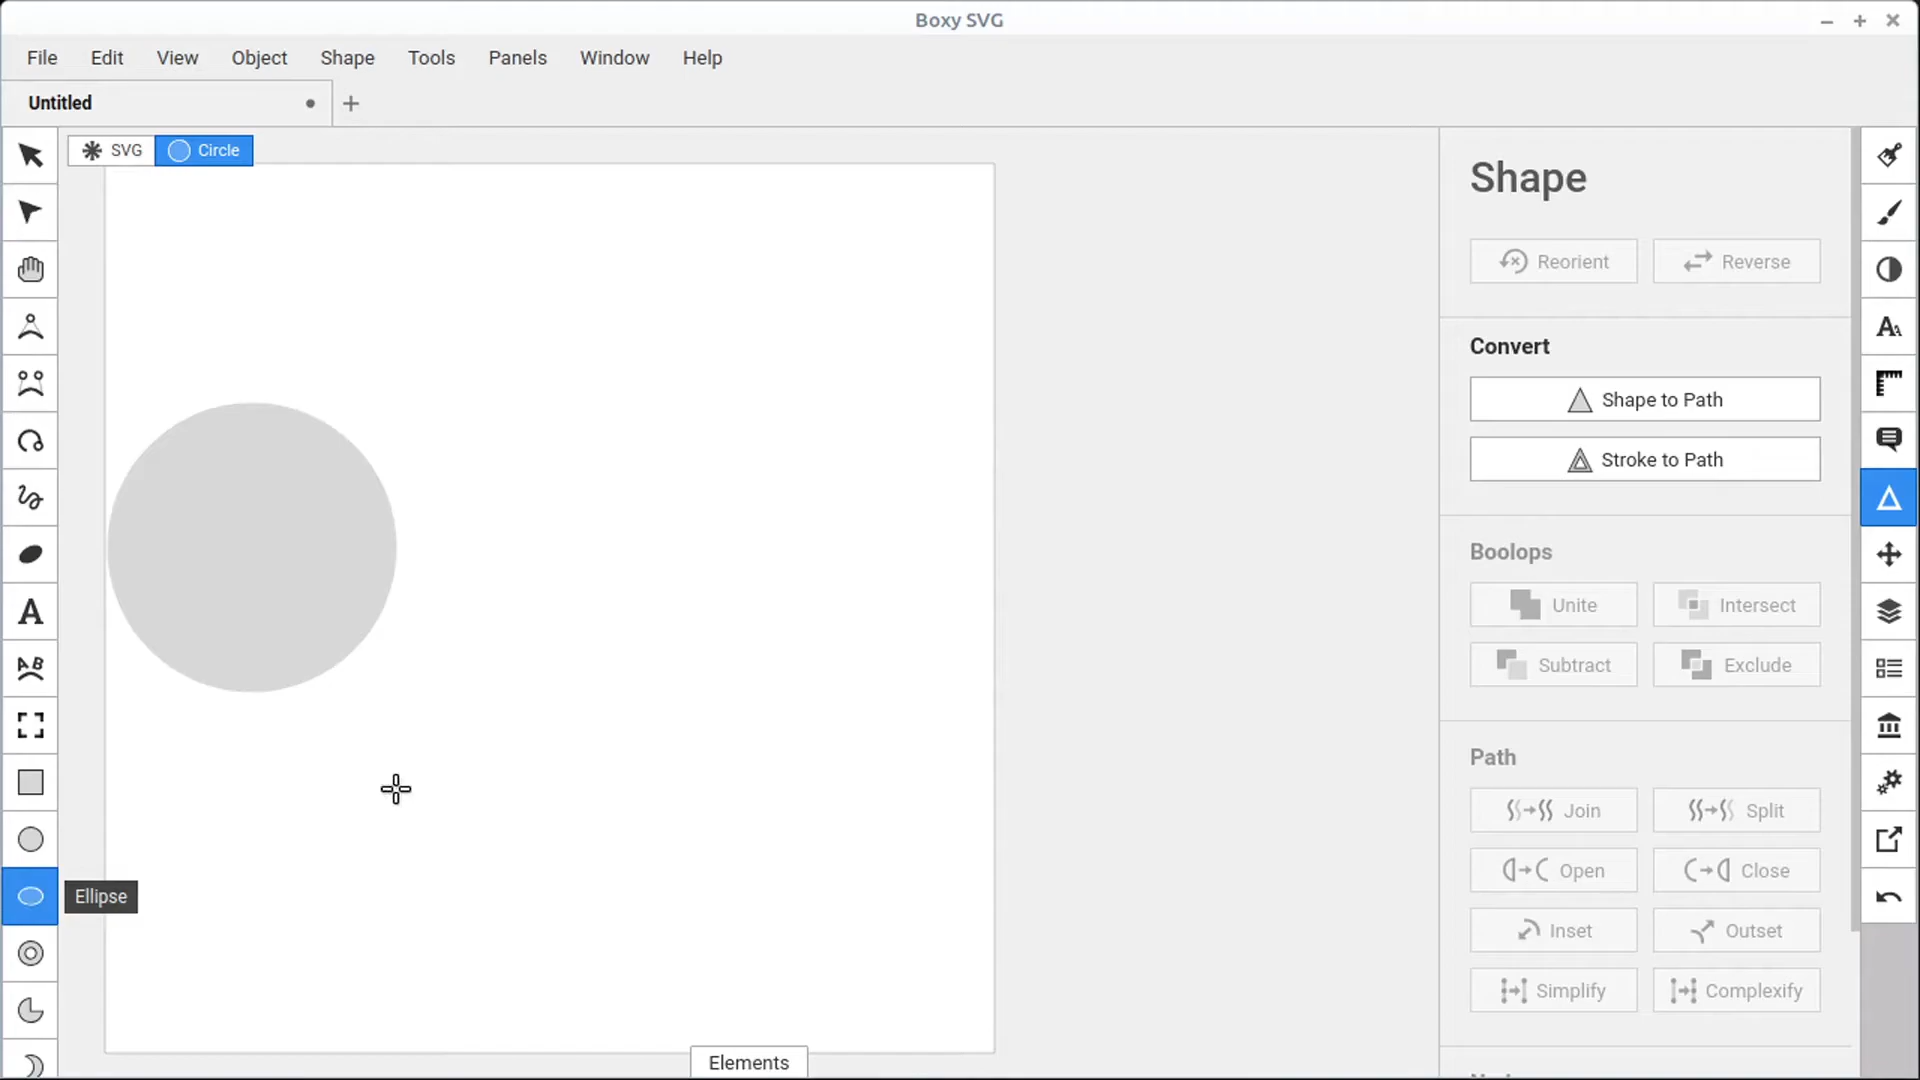 Boxy SVG
File Edit View Object Shape Tools Panels Window Help
Untitled
SVG Circle
Shape
Reorient Reverse
Convert
Shape to Path
Stroke to Path
Boolops
Unite Intersect
Subtract Exclude
Path
Join Split
Open Close
Ellipse
Inset Outset
Simplify Complexify
Elements